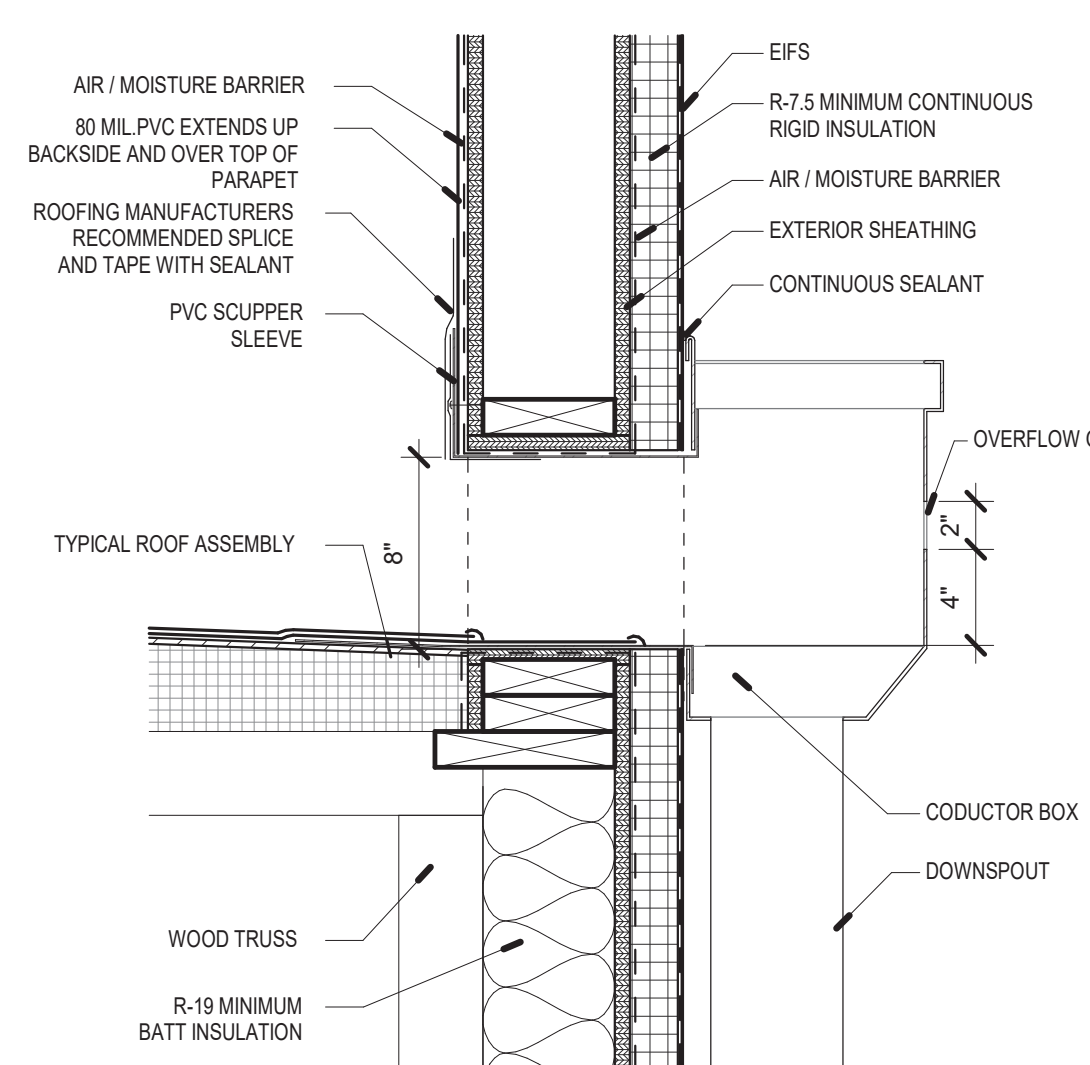 AIR / MOISTURE BARRIER
80 MIL.PVC EXTENDS UP
BACKSIDE AND OVER TOP OF
PARAPET
ROOFING MANUFACTURERS
RECOMMENDED SPLICE
AND TAPE WITH SEALANT
PVC SCUPPER
SLEEVE
TYPICAL ROOF ASSEMBLY
WOOD TRUSS
R-19 MINIMUM
BATT INSULATION
8"
EIFS
R-7.5 MINIMUM CONTINUOUS
RIGID INSULATION
AIR / MOISTURE BARRIER
EXTERIOR SHEATHING
CONTINUOUS SEALANT
OVERFLOW
2"
4"
CODUCTOR BOX
DOWNSPOUT